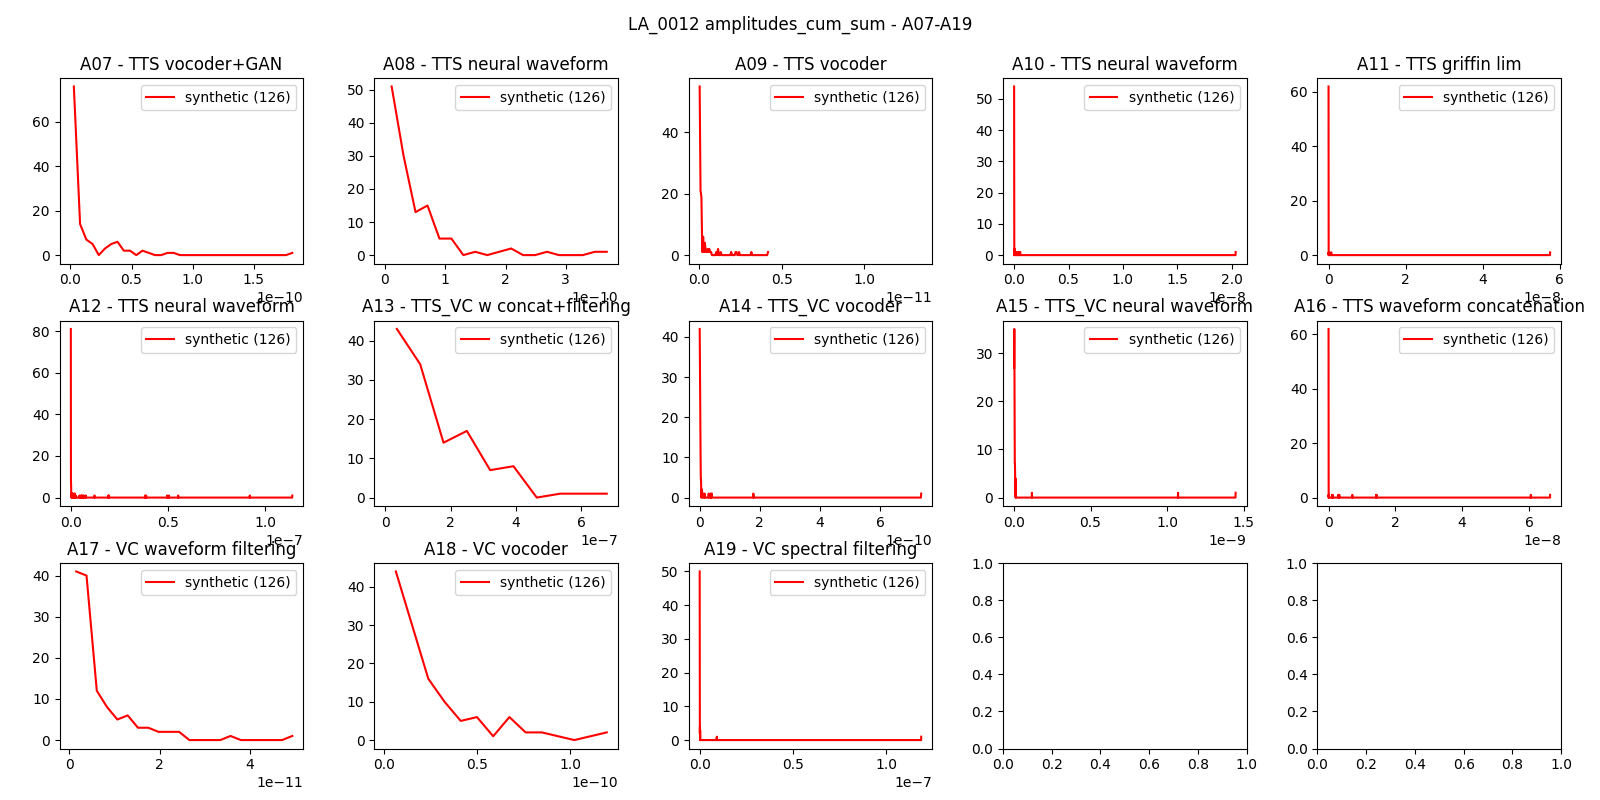 LA_0012 amplitudes_cum_sum - A07-A19
A07 - TTS vocoder+GAN
synthetic (126)
60
40
20
0
0.0 0.5 1.0 1.5
1e−10
A08 - TTS neural waveform
synthetic (126)
50
40
30
20
10
0
0 1 2 3
1e−10
A09 - TTS vocoder
synthetic (126)
40
20
0
0.0 0.5 1.0
1e−11
A10 - TTS neural waveform
synthetic (126)
50
40
30
20
10
0
0.0 0.5 1.0 1.5 2.0
1e−8
A11 - TTS griffin lim
synthetic (126)
60
40
20
0
0 2 4 6
1e−8
A12 - TTS neural waveform
synthetic (126)
80
60
40
20
0
0.0 0.5 1.0
1e−7
A13 - TTS_VC w concat+filtering
synthetic (126)
40
30
20
10
0
0 2 4 6
1e−7
A14 - TTS_VC vocoder
synthetic (126)
40
30
20
10
0
0 2 4 6
1e−10
A15 - TTS_VC neural waveform
synthetic (126)
30
20
10
0
0.0 0.5 1.0 1.5
1e−9
A16 - TTS waveform concatenation
synthetic (126)
60
40
20
0
0 2 4 6
1e−8
A17 - VC waveform filtering
synthetic (126)
40
30
20
10
0
0 2 4
1e−11
A18 - VC vocoder
synthetic (126)
40
30
20
10
0
0.0 0.5 1.0
1e−10
A19 - VC spectral filtering
synthetic (126)
50
40
30
20
10
0
0.0 0.5 1.0
1e−7
1.0
0.8
0.6
0.4
0.2
0.0
0.0 0.2 0.4 0.6 0.8 1.0
1.0
0.8
0.6
0.4
0.2
0.0
0.0 0.2 0.4 0.6 0.8 1.0